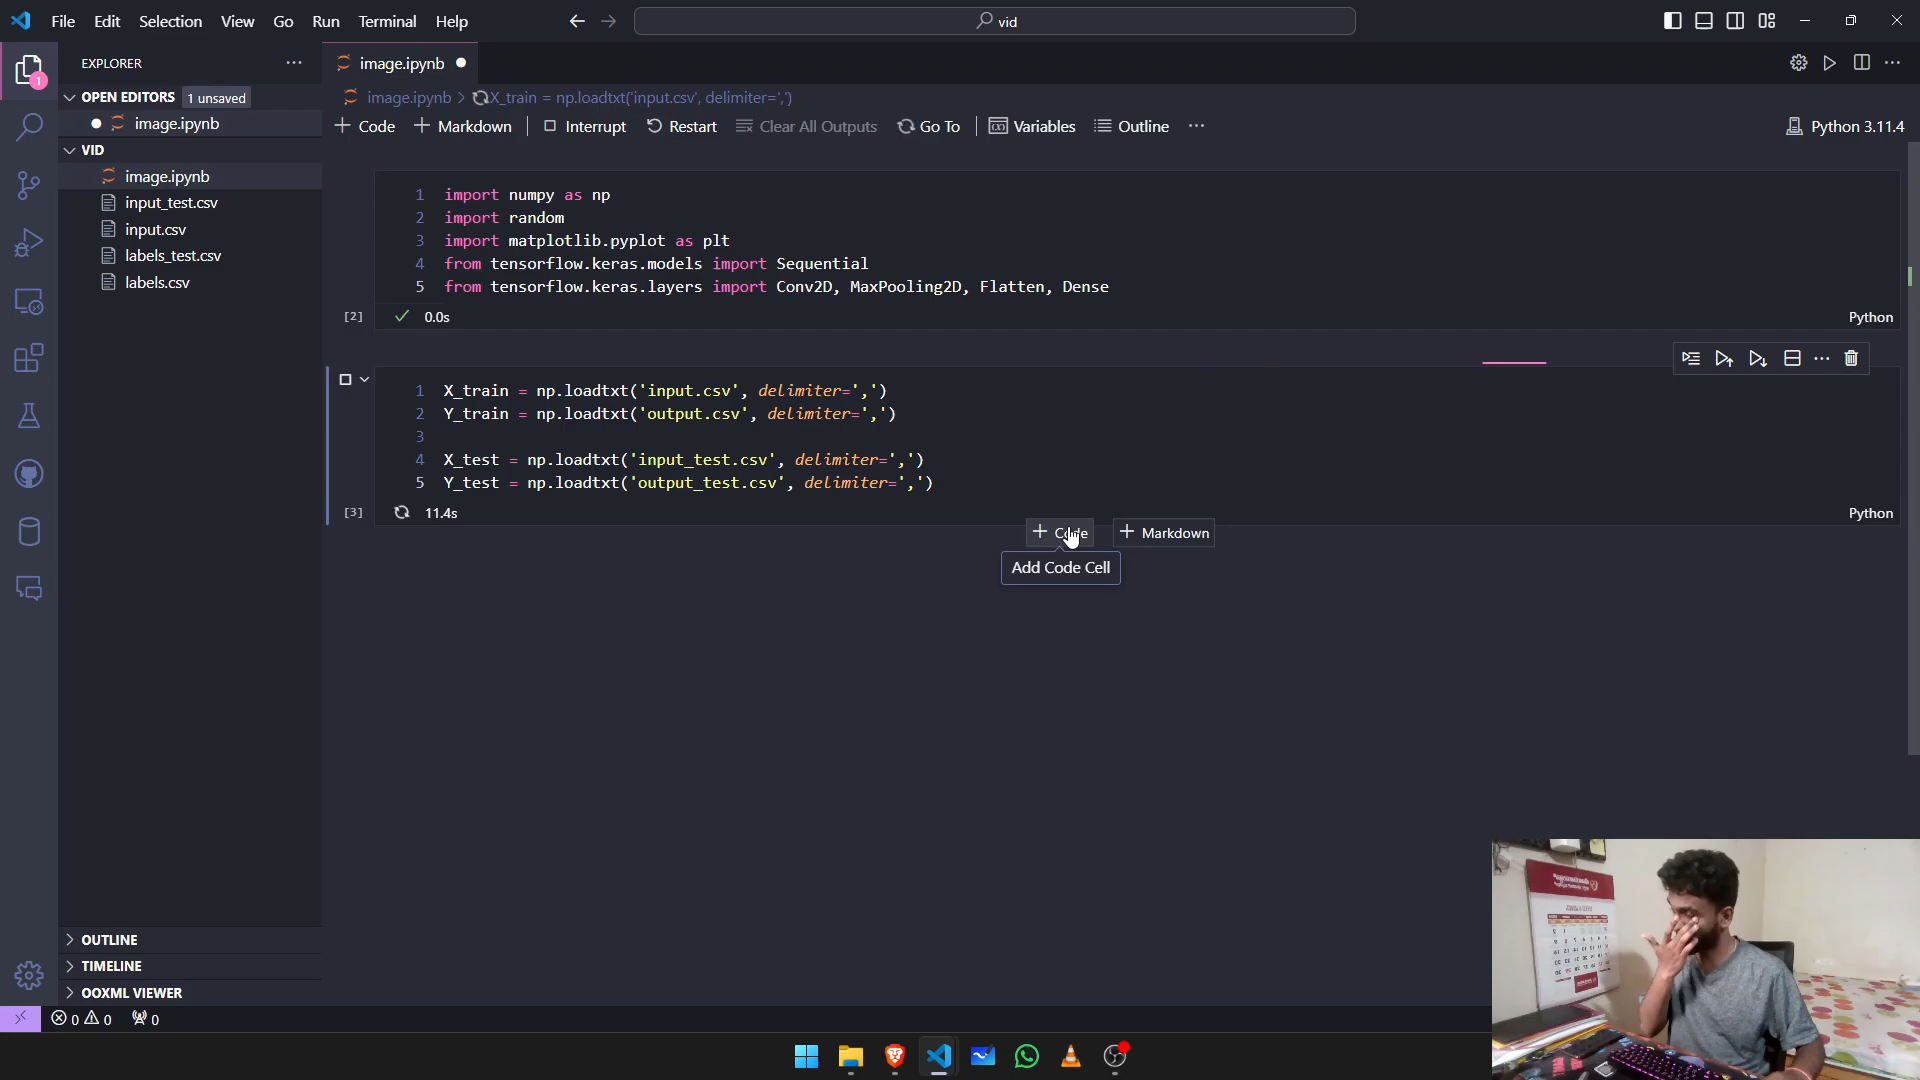 File Edit Selection View Go Run Terminal Help
vid
EXPLORER
OPEN EDITORS 1 unsaved
image.ipynb
VID
image.ipynb
input_test.csv
input.csv
labels_test.csv
labels.csv
OUTLINE
TIMELINE
OOXML VIEWER
1
image.ipynb
image.ipynb > X_train = np.loadtxt('input.csv', delimiter=',')
+ Code + Markdown Interrupt Restart Clear All Outputs Go To Variables Outline ...
Python 3.11.4
1 import numpy as np
2 import random
3 import matplotlib.pyplot as plt
4 from tensorflow.keras.models import Sequential
5 from tensorflow.keras.layers import Conv2D, MaxPooling2D, Flatten, Dense
[2] ✓ 0.0s Python
1 X_train = np.loadtxt('input.csv', delimiter=',')
2 Y_train = np.loadtxt('output.csv', delimiter=',')
3
4 X_test = np.loadtxt('input_test.csv', delimiter=',')
5 Y_test = np.loadtxt('output_test.csv', delimiter=',')
[3] 11.4s Python
+ Code + Markdown
Add Code Cell
0 0 0